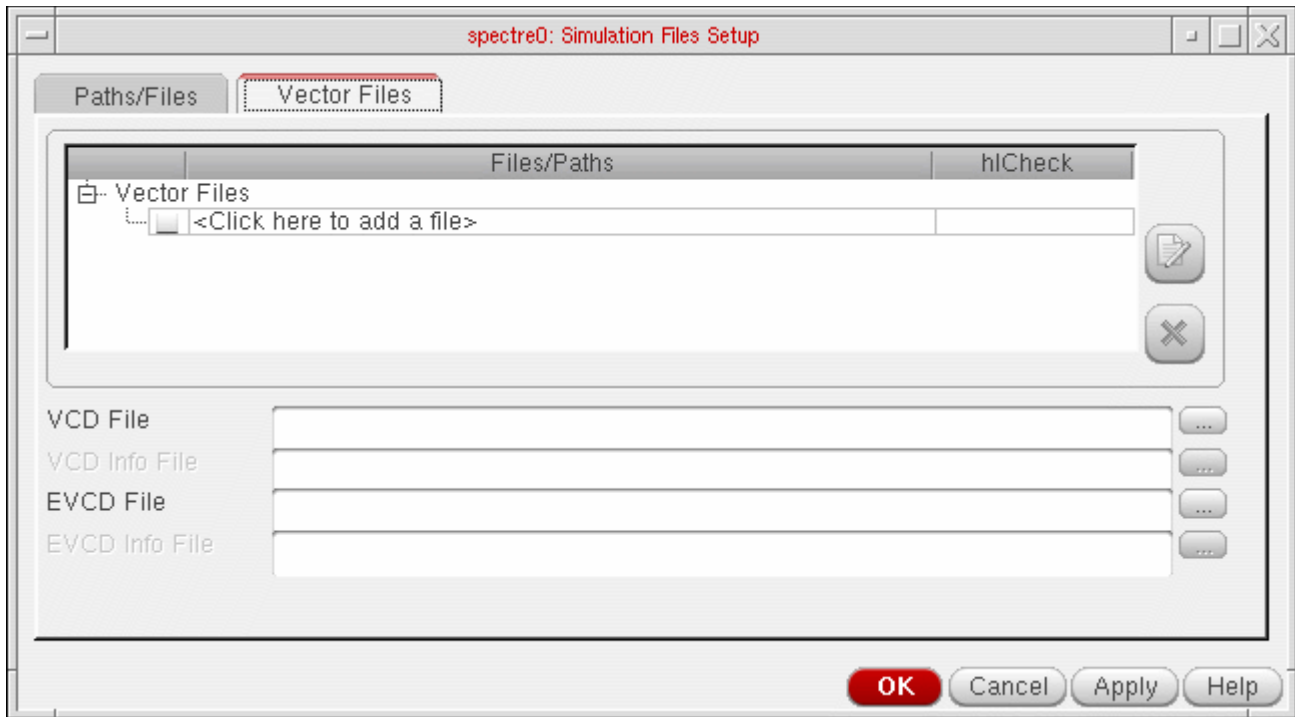 spectre0: Simulation Files Setup
Paths/Files Vector Files
Files/Paths hlCheck
Vector Files
<Click here to add a file>
VCD File ...
VCD Info File ...
EVCD File ...
EVCD Info File ...
OK Cancel Apply Help